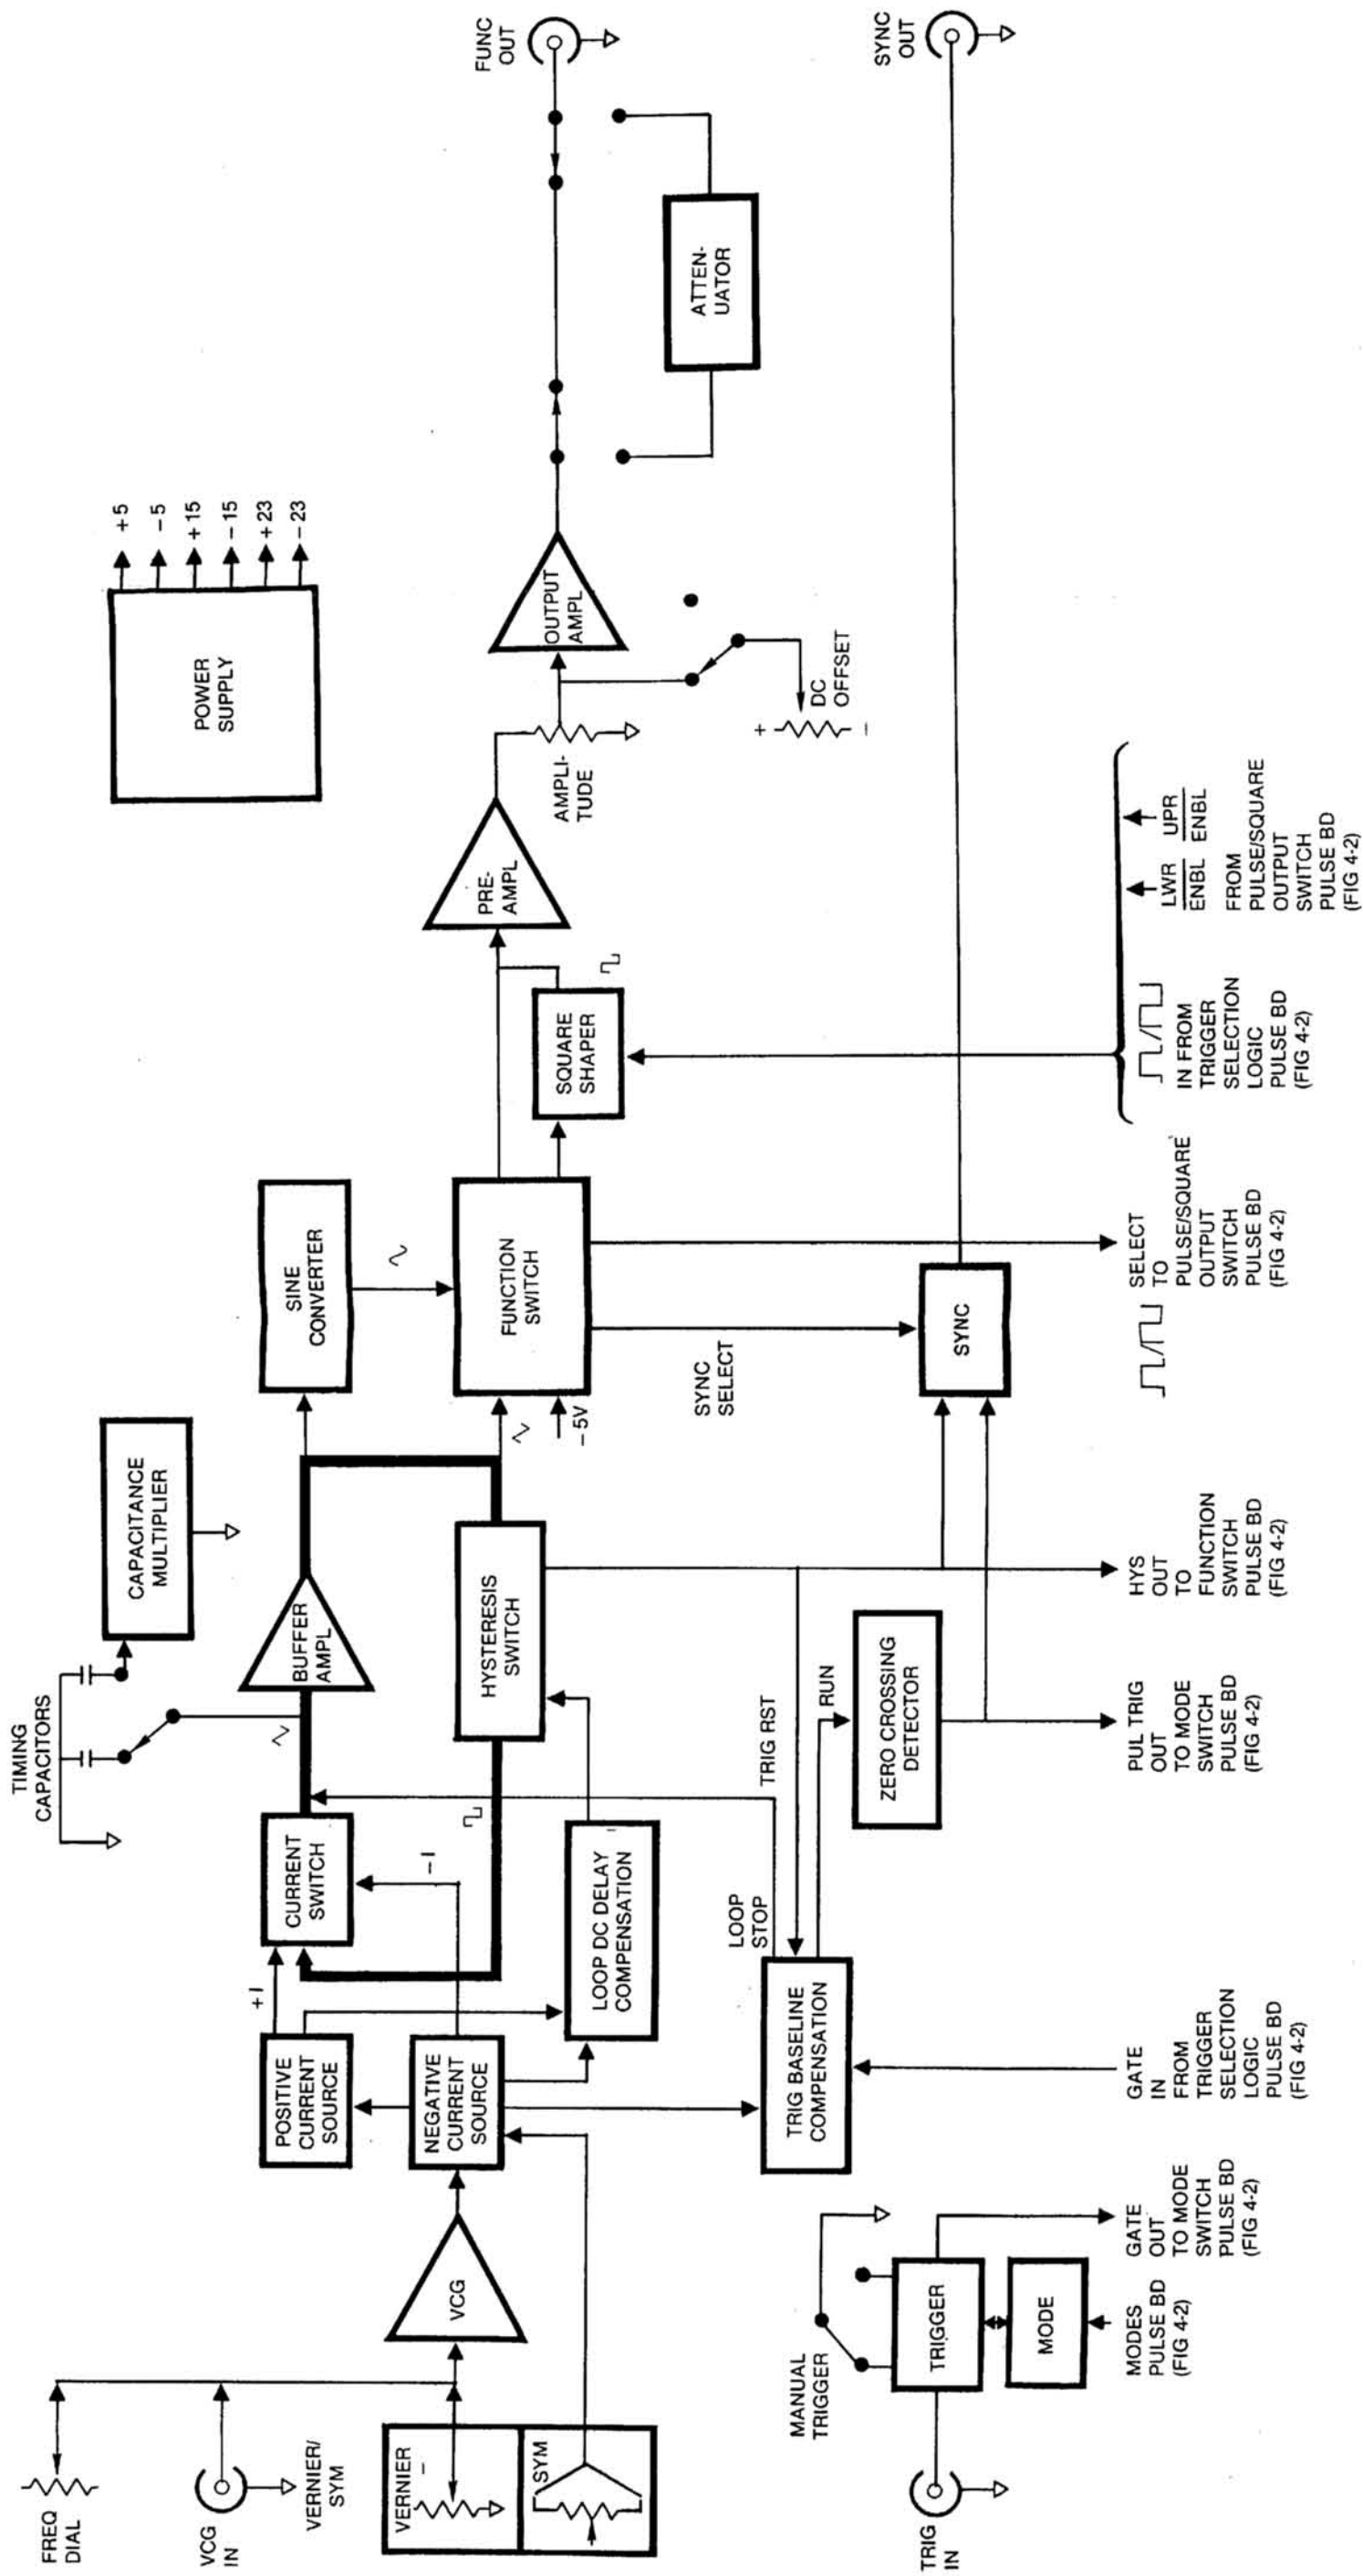 FREQ
DIAL
VCG
IN
VERNIER/
SYM
VERNIER
SYM
VCG
NEGATIVE
CURRENT
SOURCE
POSITIVE
CURRENT
SOURCE
+I
-I
CURRENT
SWITCH
TIMING
CAPACITORS
CAPACITANCE
MULTIPLIER
BUFFER
AMPL
HYSTERESIS
SWITCH
LOOP DC DELAY
COMPENSATION
SINE
CONVERTER
FUNCTION
SWITCH
-5V
SYNC
SELECT
SQUARE
SHAPER
PRE-
AMPL
AMPLI-
TUDE
+
DC
OFFSET
-
OUTPUT
AMPL
POWER
SUPPLY
+5
-5
+15
-15
+23
-23
ATTEN-
UATOR
FUNC
OUT
SYNC
OUT
SYNC
MANUAL
TRIGGER
TRIG
IN
TRIGGER
MODE
TRIG BASELINE
COMPENSATION
LOOP
STOP
TRIG RST
RUN
ZERO CROSSING
DETECTOR
MODES
PULSE BD
(FIG 4-2)
GATE
OUT
TO MODE
SWITCH
PULSE BD
(FIG 4-2)
GATE
IN
FROM
TRIGGER
SELECTION
LOGIC
PULSE BD
(FIG 4-2)
PUL TRIG
OUT
TO MODE
SWITCH
PULSE BD
(FIG 4-2)
HYS
OUT
TO
FUNCTION
SWITCH
PULSE BD
(FIG 4-2)
SELECT
TO
PULSE/SQUARE
OUTPUT
SWITCH
PULSE BD
(FIG 4-2)
IN FROM
TRIGGER
SELECTION
LOGIC
PULSE BD
(FIG 4-2)
LWR UPR
ENBL ENBL
FROM
PULSE/SQUARE
OUTPUT
SWITCH
PULSE BD
(FIG 4-2)